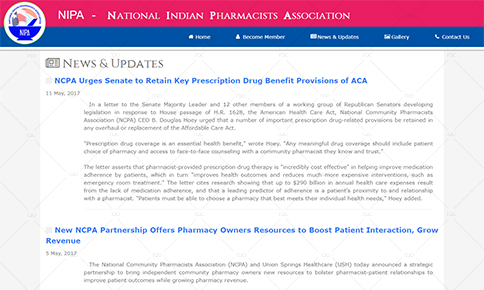 NIPA
NIPA - NATIONAL INDIAN PHARMACISTS ASSOCIATION
Home Become Member News & Updates Gallery Contact Us
NEWS & UPDATES
NCPA Urges Senate to Retain Key Prescription Drug Benefit Provisions of ACA
11 May, 2017
In a letter to the Senate Majority Leader and 12 other members of a working group of Republican Senators developing
legislation in response to House passage of H.R. 1628, the American Health Care Act, National Community Pharmacists
Association (NCPA) CEO B. Douglas Hoey urged that a number of important prescription drug-related provisions be retained in
any overhaul or replacement of the Affordable Care Act.
"Prescription drug coverage is an essential health benefit," wrote Hoey. "Any meaningful drug coverage should include patient
choice of pharmacy and access to face-to-face counseling with a community pharmacist they know and trust."
The letter asserts that pharmacist-provided prescription drug therapy is "incredibly cost effective" in helping improve medication
adherence by patients, which in turn "improves health outcomes and reduces much more expensive interventions, such as
emergency room treatment." The letter cites research showing that up to $290 billion in annual health care expenses result
from the lack of medication adherence, and that a leading predictor of adherence is a patient's proximity to and relationship
with a pharmacist. "Patients must be able to choose a pharmacy that best meets their individual health needs," Hoey added.
New NCPA Partnership Offers Pharmacy Owners Resources to Boost Patient Interaction, Grow
Revenue
5 May, 2017
The National Community Pharmacists Association (NCPA) and Union Springs Healthcare (USH) today announced a strategic
partnership to bring independent community pharmacy owners new resources to bolster pharmacist-patient relationships to
improve patient outcomes while growing pharmacy revenue.